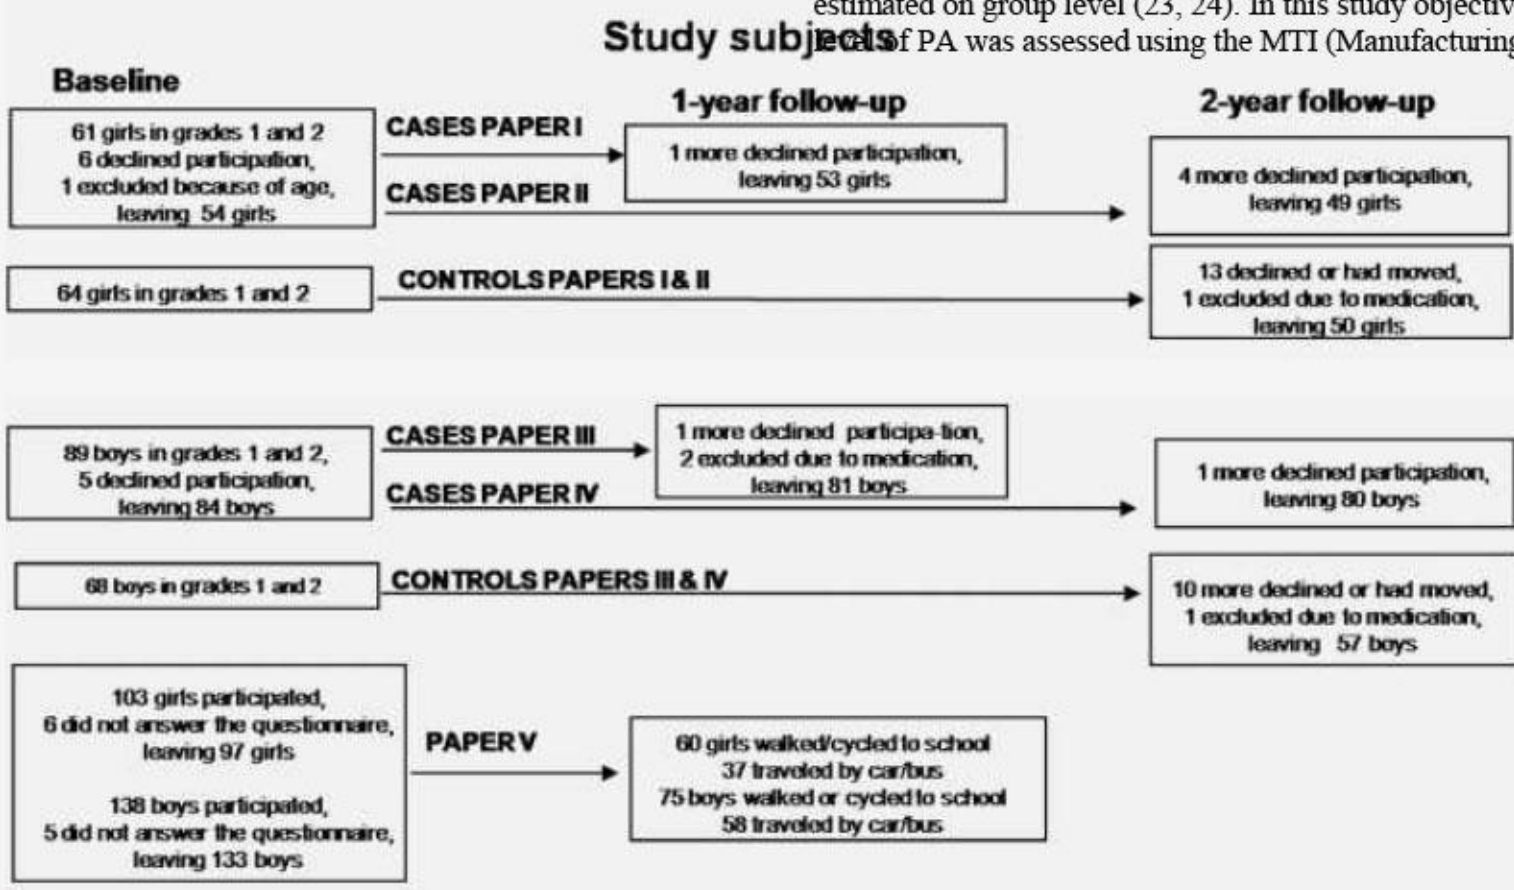 estimated on group level (23, 24). In this study objectiv
Study subjects
level of PA was assessed using the MTI (Manufacturing
Baseline
1-year follow-up
2-year follow-up
61 girls in grades 1 and 2
6 declined participation,
1 excluded because of age,
leaving 54 girls
CASES PAPER I
CASES PAPER II
1 more declined participation,
leaving 53 girls
4 more declined participation,
leaving 49 girls
64 girls in grades 1 and 2
CONTROLS PAPERS I & II
13 declined or had moved,
1 excluded due to medication,
leaving 50 girls
89 boys in grades 1 and 2,
5 declined participation,
leaving 84 boys
CASES PAPER III
CASES PAPER IV
1 more declined participa-tion,
2 excluded due to medication,
leaving 81 boys
1 more declined participation,
leaving 80 boys
68 boys in grades 1 and 2
CONTROLS PAPERS III & IV
10 more declined or had moved,
1 excluded due to medication,
leaving 57 boys
103 girls participated,
6 did not answer the questionnaire,
leaving 97 girls
138 boys participated,
5 did not answer the questionnaire,
leaving 133 boys
PAPER V
60 girls walked/cycled to school
37 traveled by car/bus
75 boys walked or cycled to school
58 traveled by car/bus